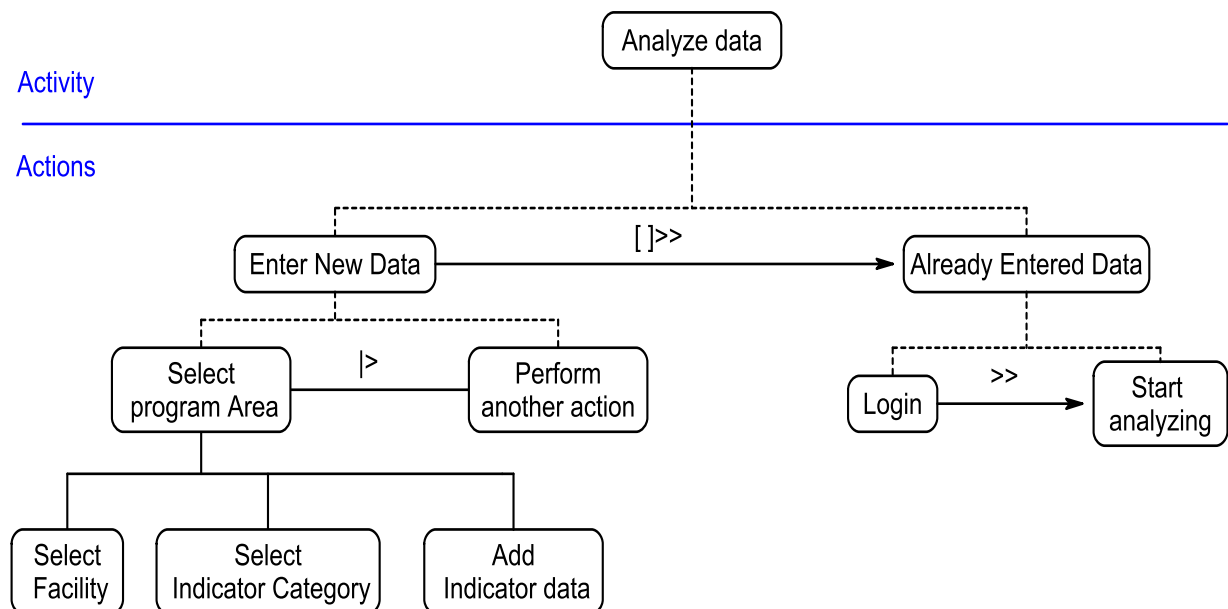 Analyze data
Activity
Actions
[ ]>>
Enter New Data
Already Entered Data
|>
Select
program Area
Perform
another action
>>
Login
Start
analyzing
Select
Facility
Select
Indicator Category
Add
Indicator data